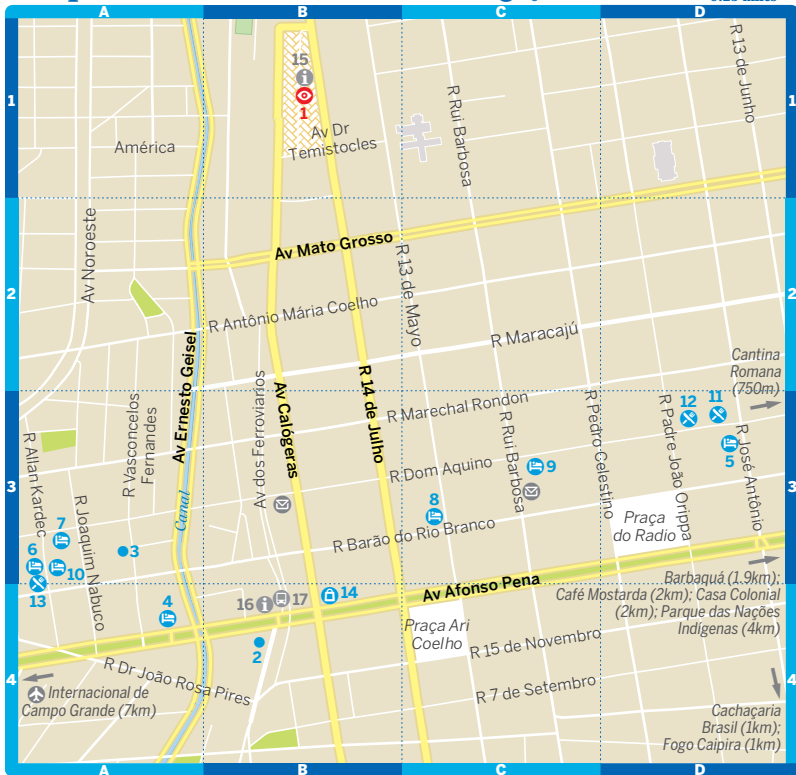 A
B
C
D
1
15
1
Av Dr
Temistocles
R Rui Barbosa
R 13 de Junho
1
América
Av Noroeste
Av Mato Grosso
2
R Antônio Mária Coelho
R 13 de Mayo
R Maracajú
2
Av Ernesto Geisel
Av Calógeras
R 14 de Julho
Cantina
Romana
(750m)
R Vasconcelos
Fernandes
Av dos Ferroviarios
R Marechal Rondon
R Rui Barbosa
R Pedro Celestino
R Padre João Orippa
R José Antônio
12
11
5
R Allan Kardec
R Joaquim Nabuco
Canal
R Dom Aquino
9
3
8
3
7
3
6
10
13
R Barão do Rio Branco
Praça
do Radio
4
16
17
14
Av Afonso Pena
Barbaquá (1.9km);
Café Mostarda (2km); Casa Colonial
(2km); Parque das Nações
Indígenas (4km)
2
Praça Ari
Coelho
R 15 de Novembro
R Dr João Rosa Pires
R 7 de Setembro
4
4
Internacional de
Campo Grande (7km)
Cachaçaria
Brasil (1km);
Fogo Caipira (1km)
A
B
C
D